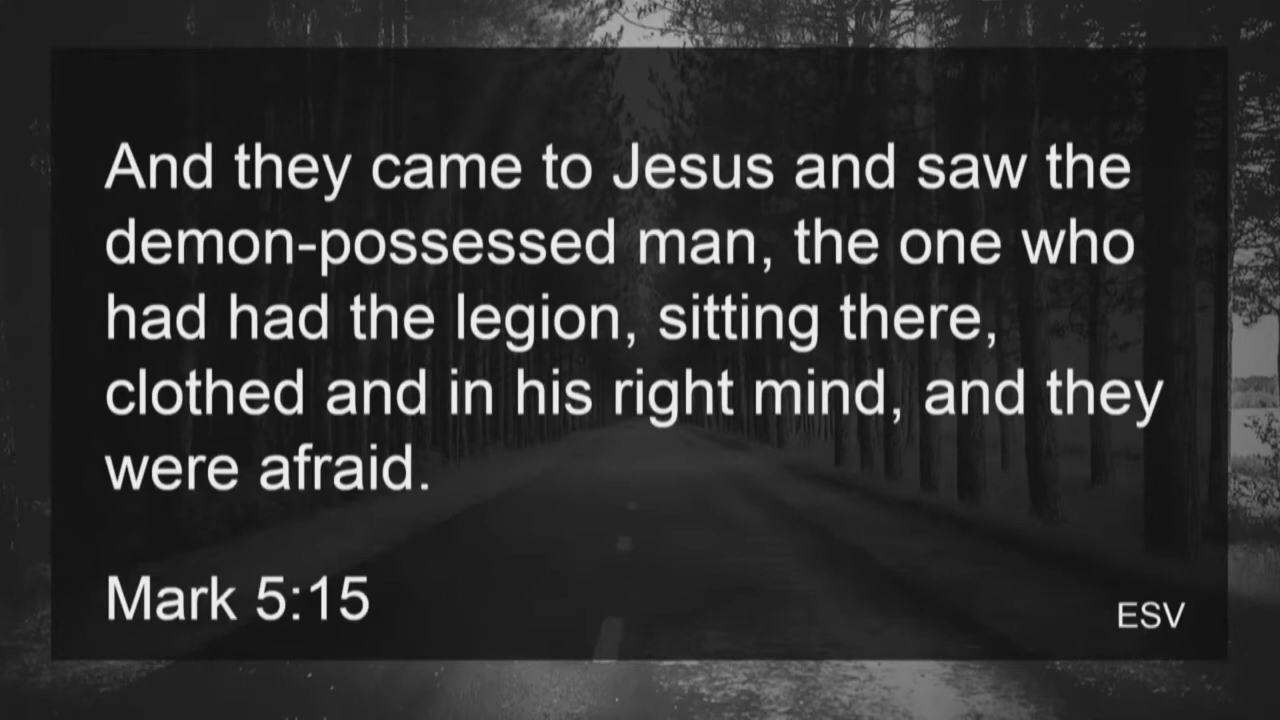 And they came to Jesus and saw the
demon-possessed man, the one who
had had the legion, sitting there,
clothed and in his right mind, and they
were afraid.
Mark 5:15
ESV